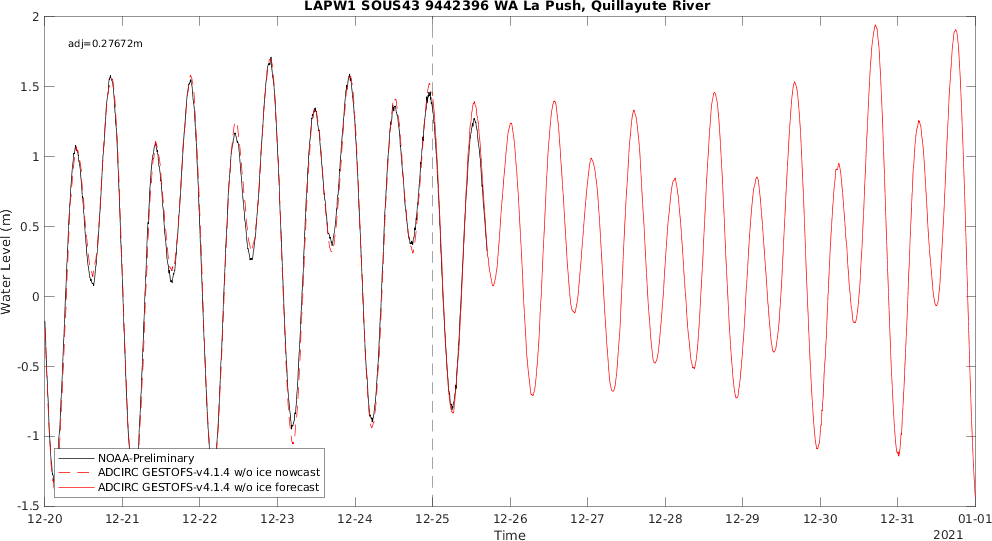 LAPW1 SOUS43 9442396 WA La Push, Quillayute River
adj=0.27672m
2
1.5
1
0.5
0
-0.5
-1
-1.5
Water Level (m)
NOAA-Preliminary
ADCIRC GESTOFS-v4.1.4 w/o ice nowcast
ADCIRC GESTOFS-v4.1.4 w/o ice forecast
12-20 12-21 12-22 12-23 12-24 12-25 12-26 12-27 12-28 12-29 12-30 12-31 01-01
Time
2021